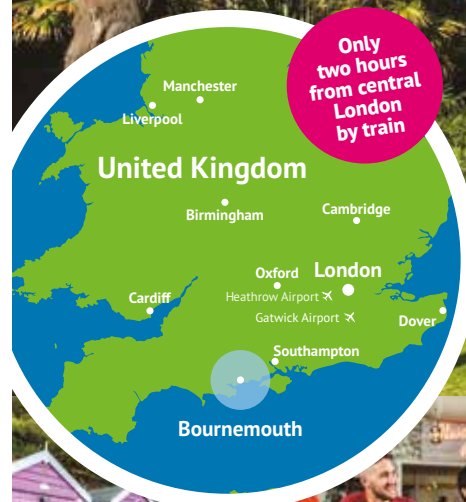 Only
two hours
from central
London
by train
Manchester
Liverpool
United Kingdom
Birmingham
Cambridge
Oxford
London
Heathrow Airport
Cardiff
Gatwick Airport
Dover
Southampton
Bournemouth